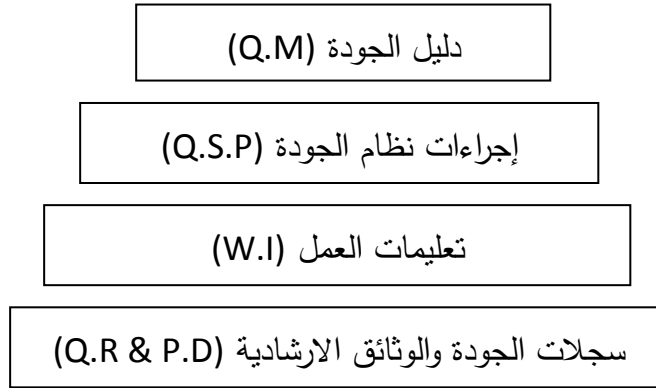 دليل الجودة (Q.M)
إجراءات نظام الجودة (Q.S.P)
تعليمات العمل (W.I)
سجلات الجودة والوثائق الارشادية (Q.R & P.D)